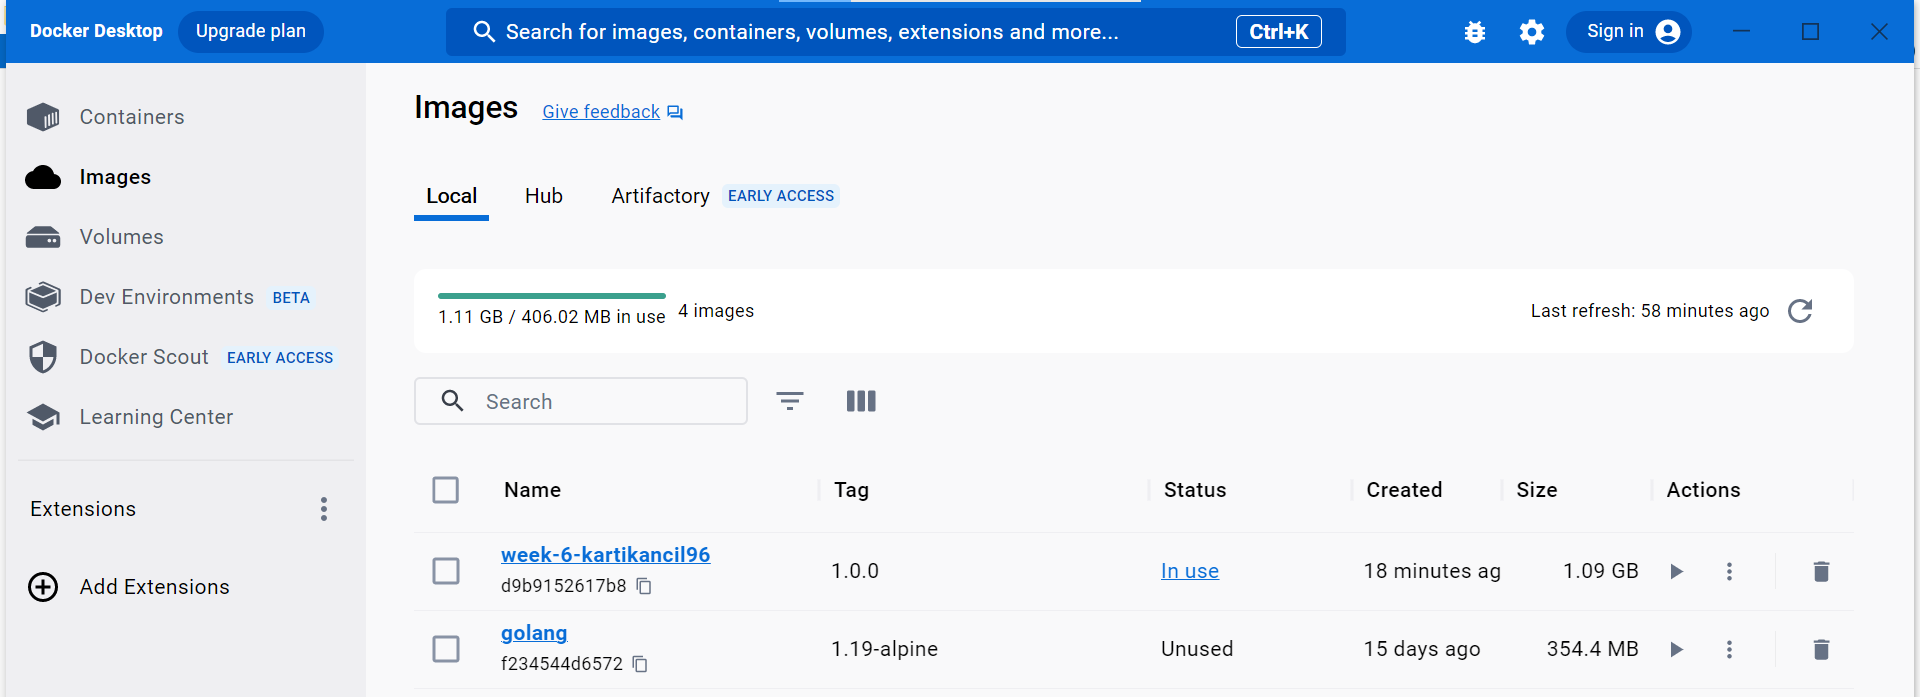 Docker Desktop Upgrade plan Search for images, containers, volumes, extensions and more... Ctrl+K Sign in
Containers
Images
Volumes
Dev Environments BETA
Docker Scout EARLY ACCESS
Learning Center
Extensions
Add Extensions
Images Give feedback
Local Hub Artifactory EARLY ACCESS
1.11 GB / 406.02 MB in use 4 images Last refresh: 58 minutes ago
Search
Name Tag Status Created Size Actions
week-6-kartikancil96
d9b9152617b8
1.0.0 In use 18 minutes ag 1.09 GB
golang
f234544d6572
1.19-alpine Unused 15 days ago 354.4 MB